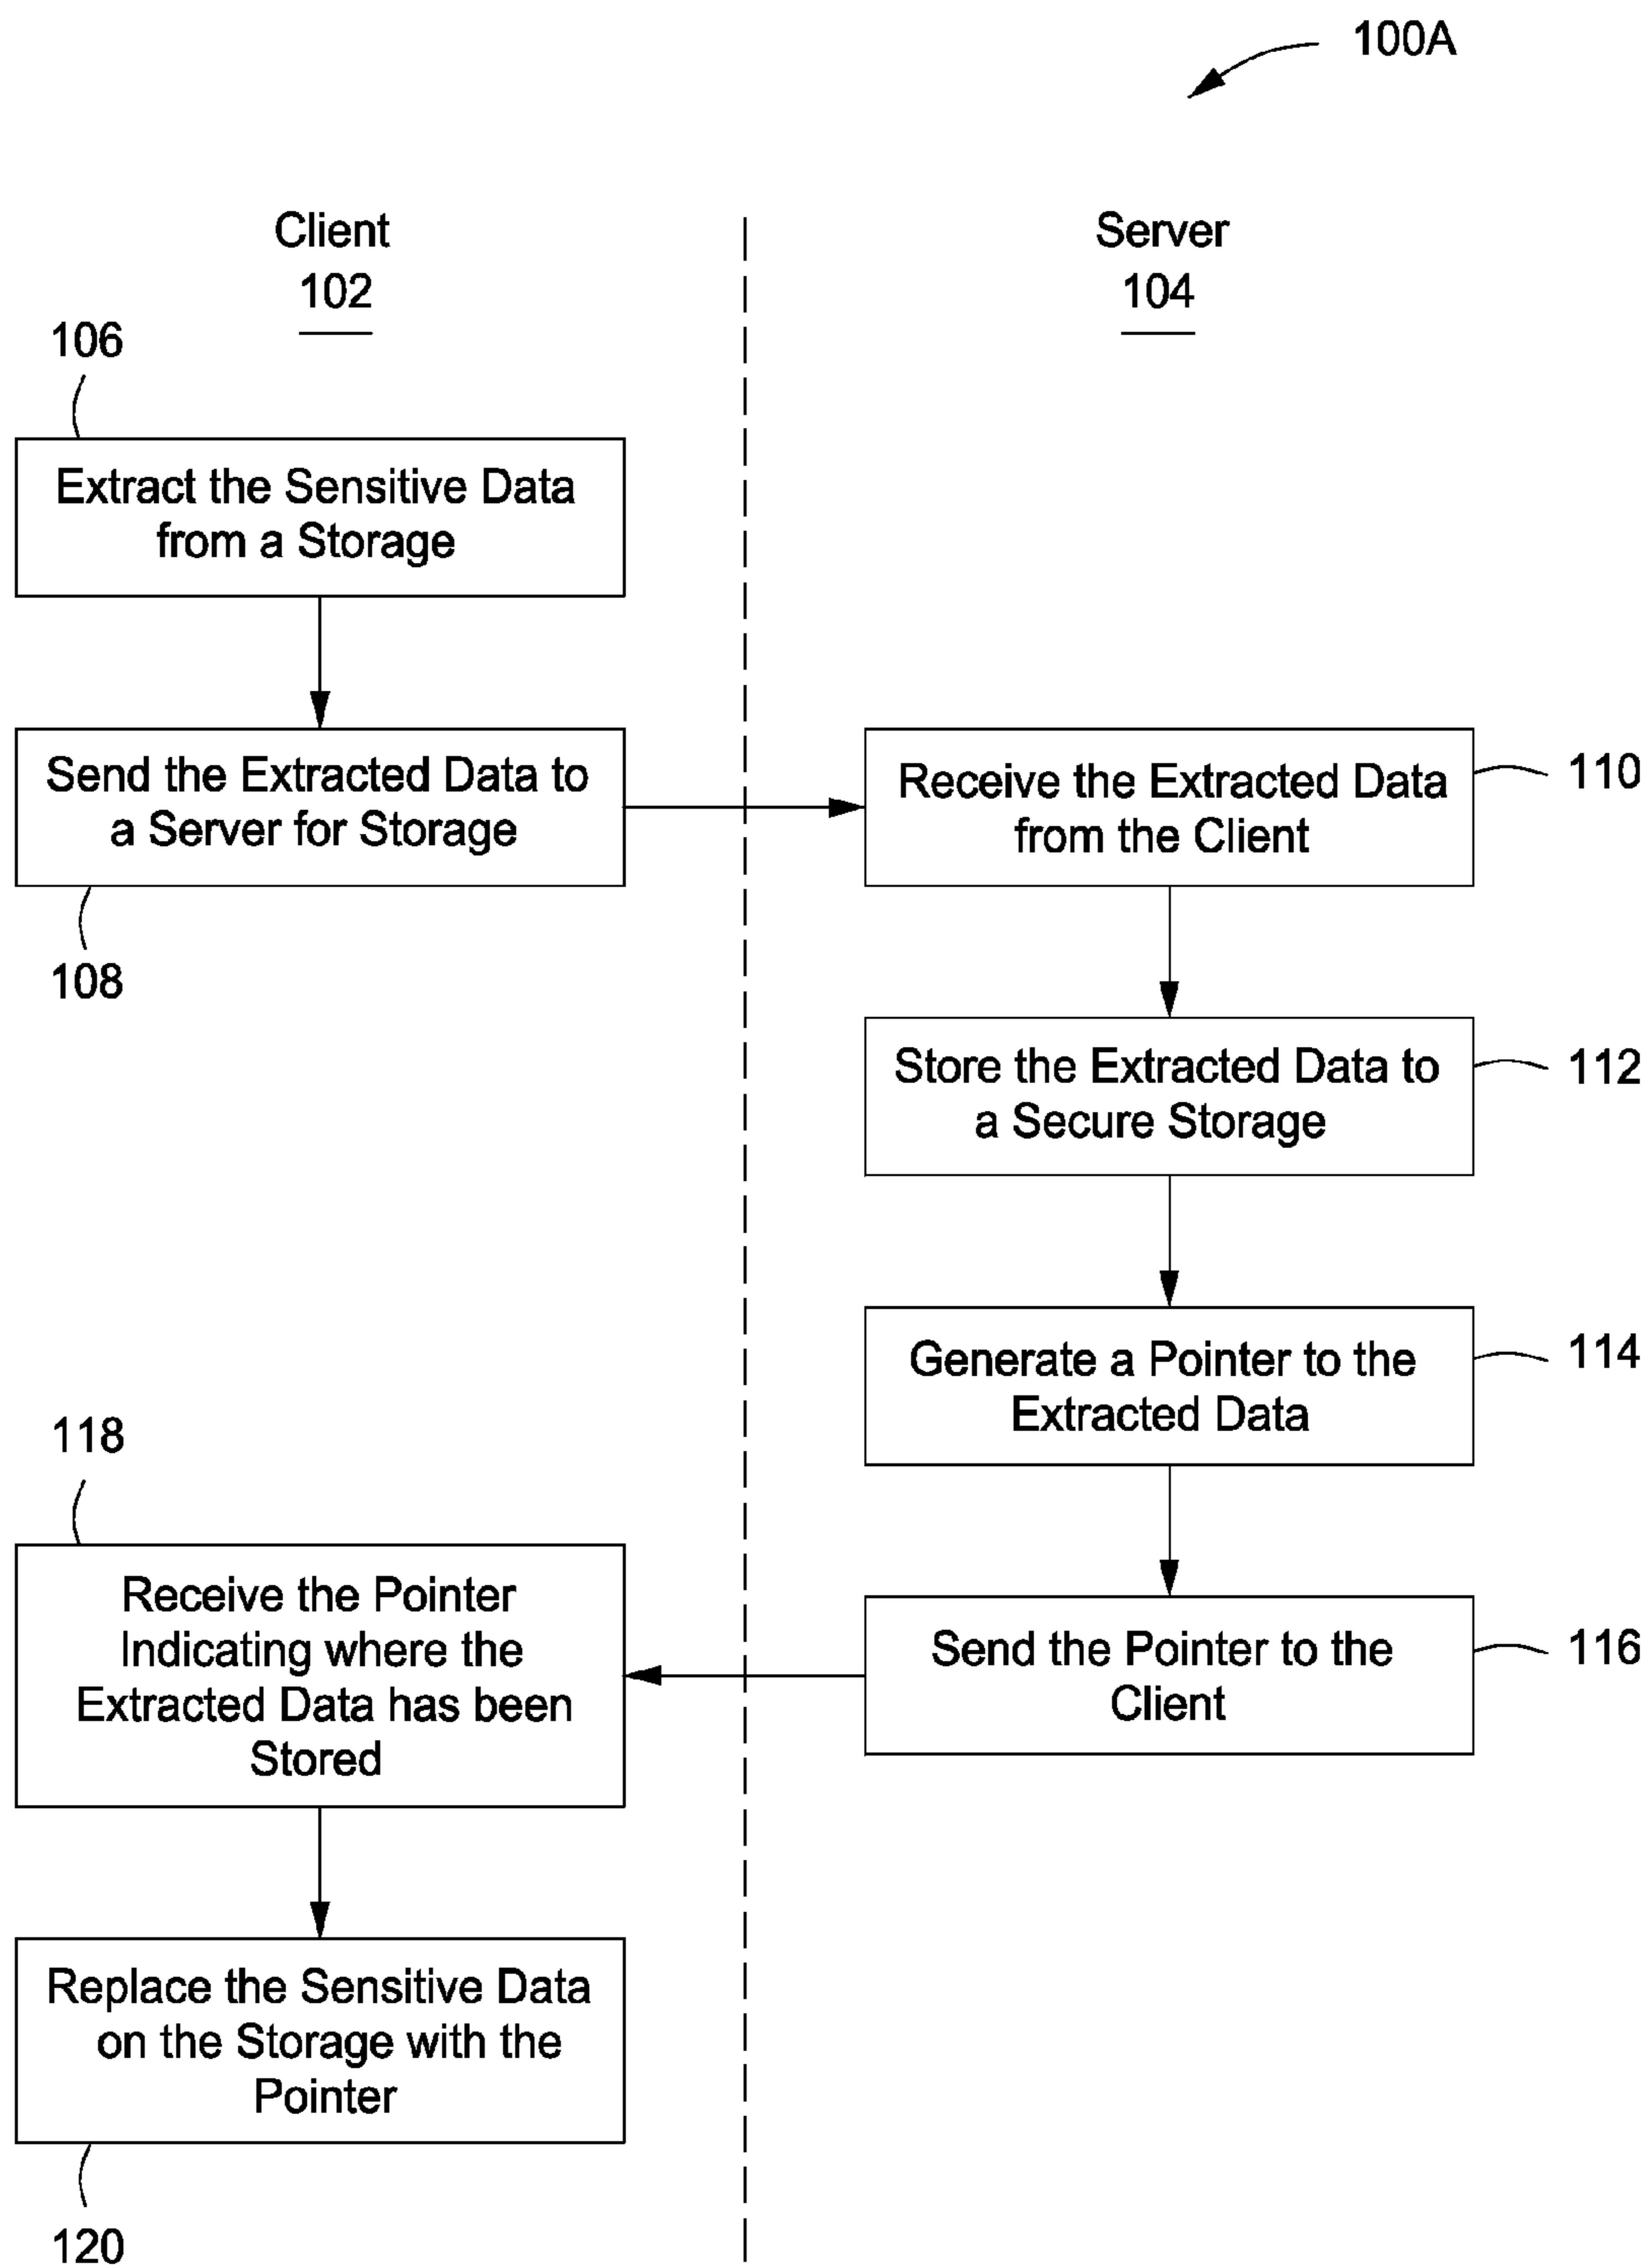 100A
Client
102
Server
104
106
Extract the Sensitive Data
from a Storage
Send the Extracted Data to
a Server for Storage
108
Receive the Extracted Data
from the Client
110
Store the Extracted Data to
a Secure Storage
112
Generate a Pointer to the
Extracted Data
114
Send the Pointer to the
Client
116
118
Receive the Pointer
Indicating where the
Extracted Data has been
Stored
Replace the Sensitive Data
on the Storage with the
Pointer
120